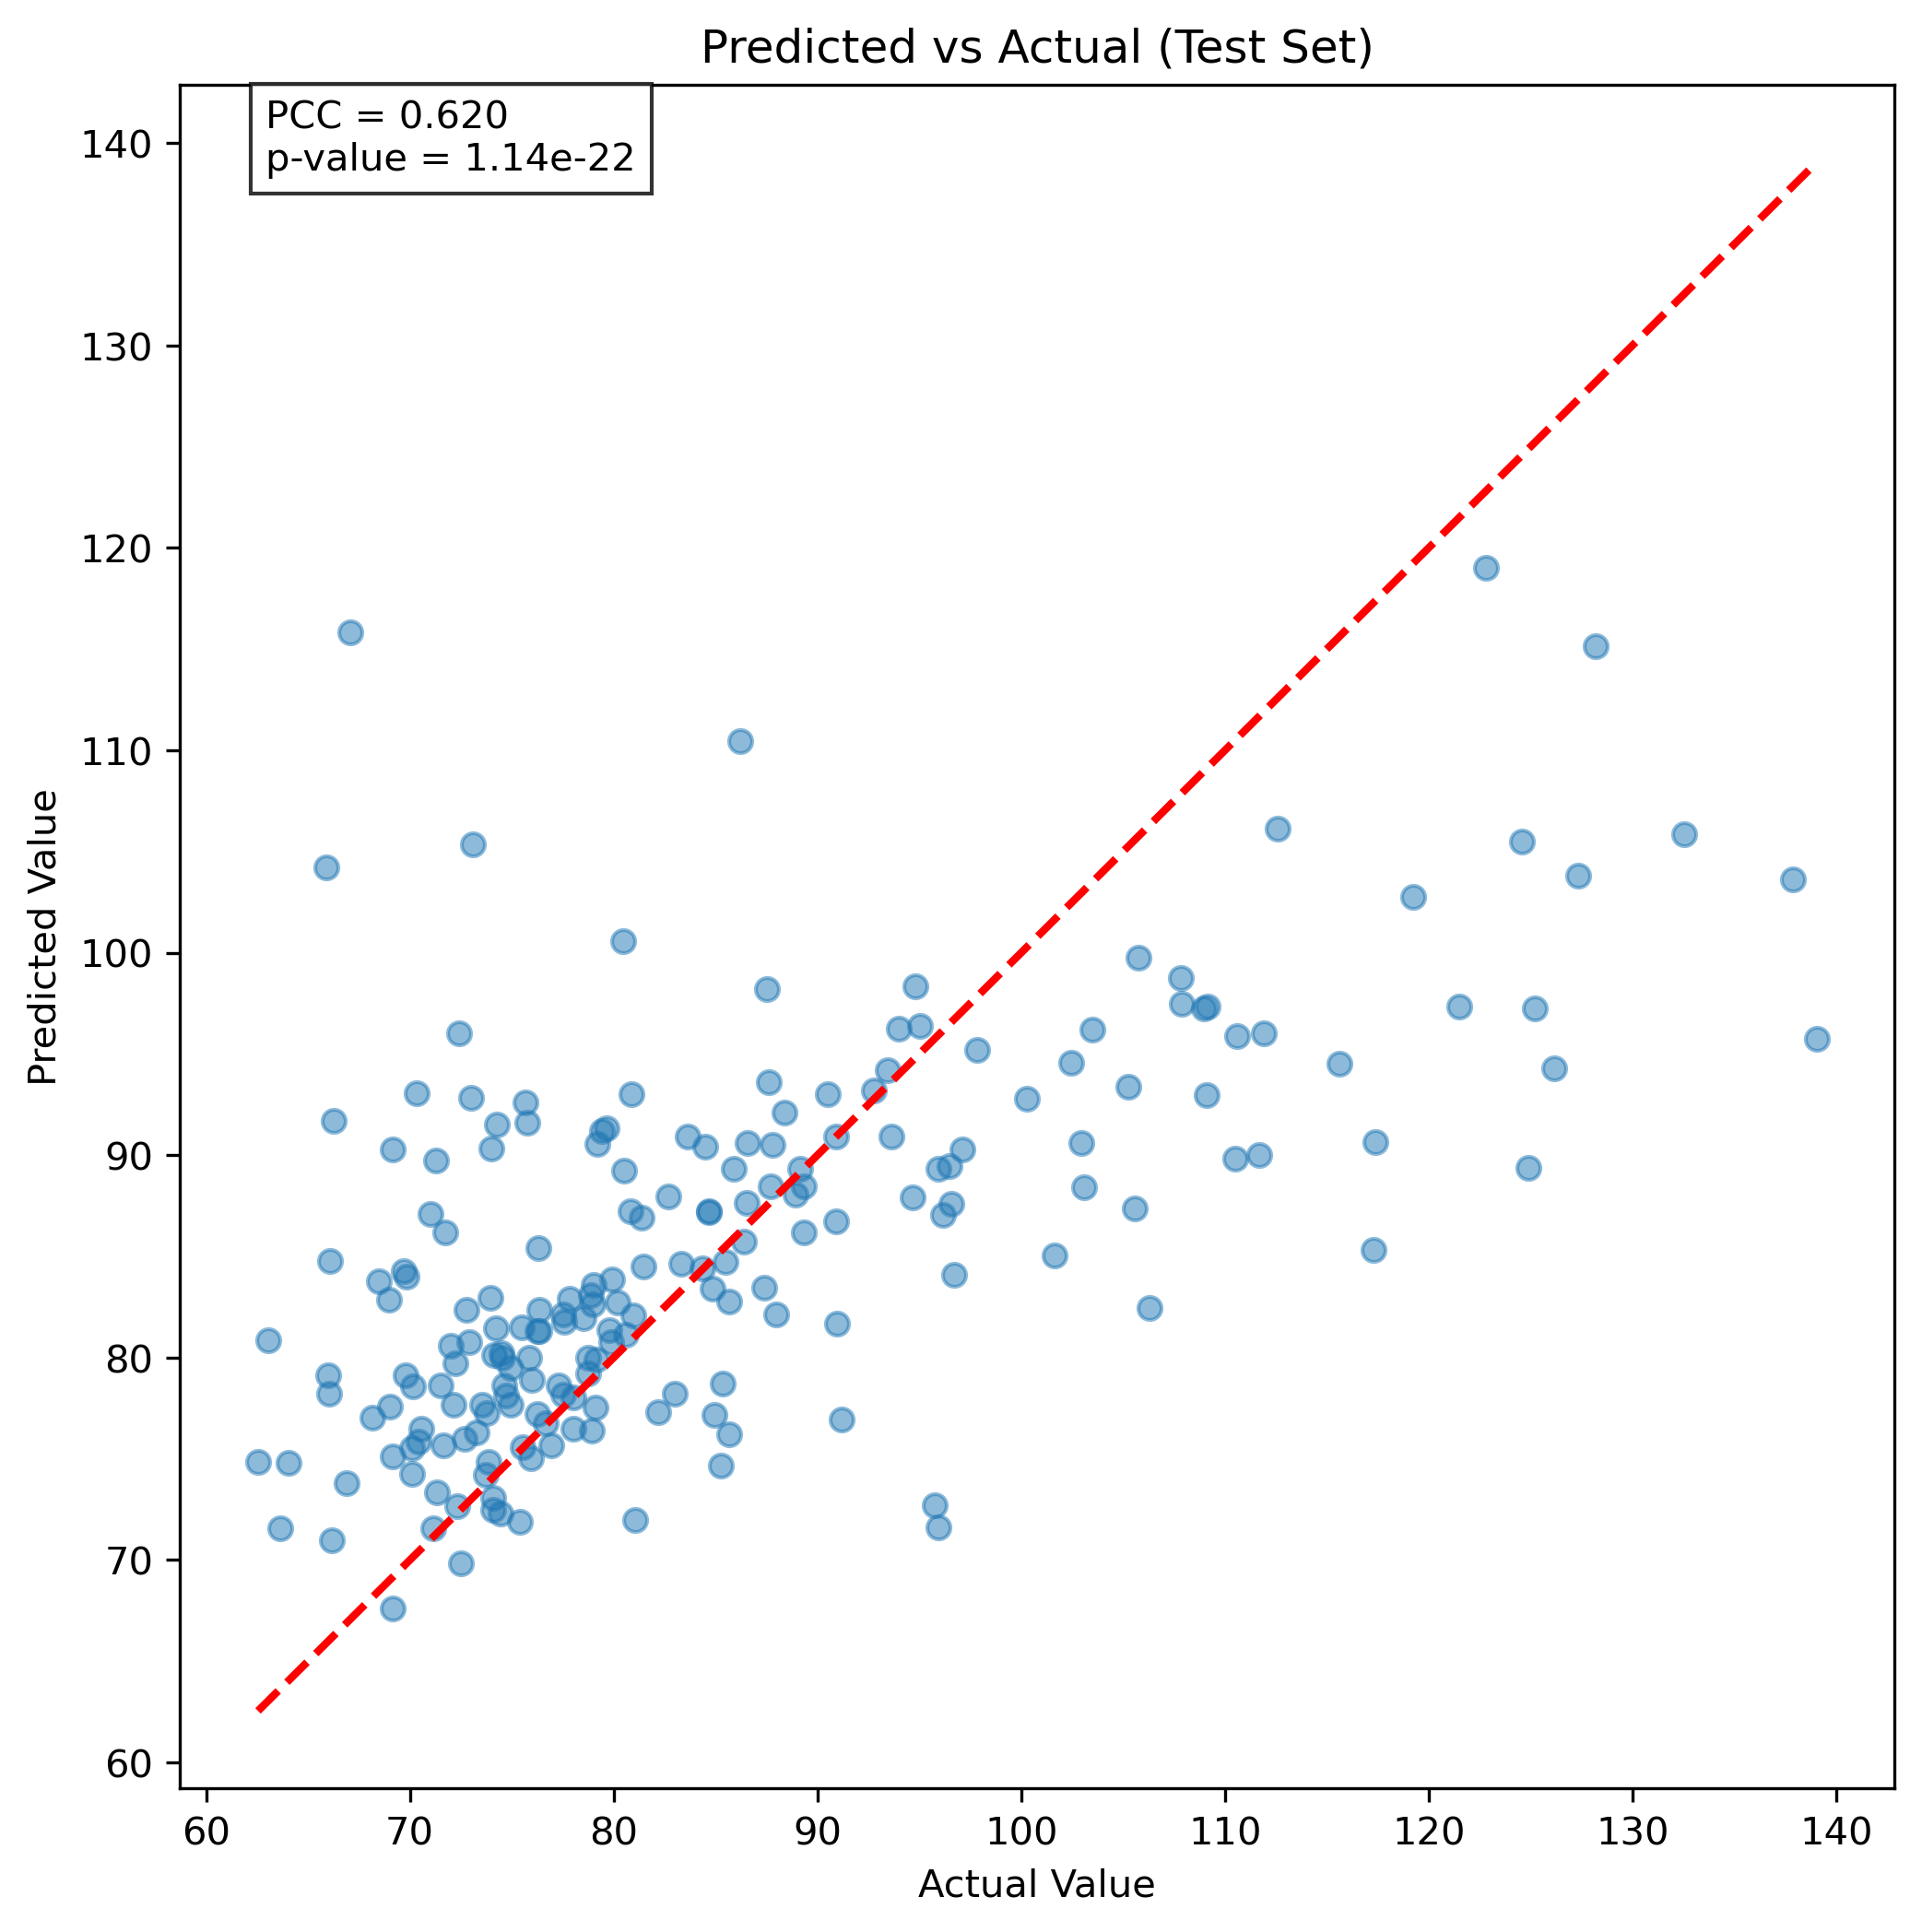 Predicted vs Actual (Test Set)
PCC = 0.620
p-value = 1.14e-22
140
130
120
110
100
90
80
70
60
Predicted Value
60 70 80 90 100 110 120 130 140
Actual Value